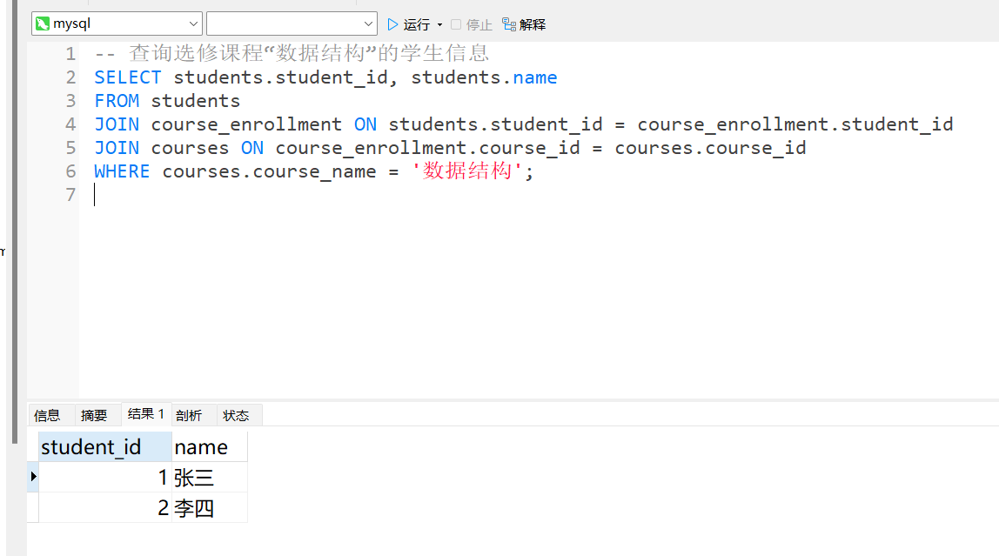 mysql 运行 停止 解释
1 -- 查询选修课程“数据结构”的学生信息
2 SELECT students.student_id, students.name
3 FROM students
4 JOIN course_enrollment ON students.student_id = course_enrollment.student_id
5 JOIN courses ON course_enrollment.course_id = courses.course_id
6 WHERE courses.course_name = '数据结构';
7
信息 摘要 结果 1 剖析 状态
student_id name
1 张三
2 李四